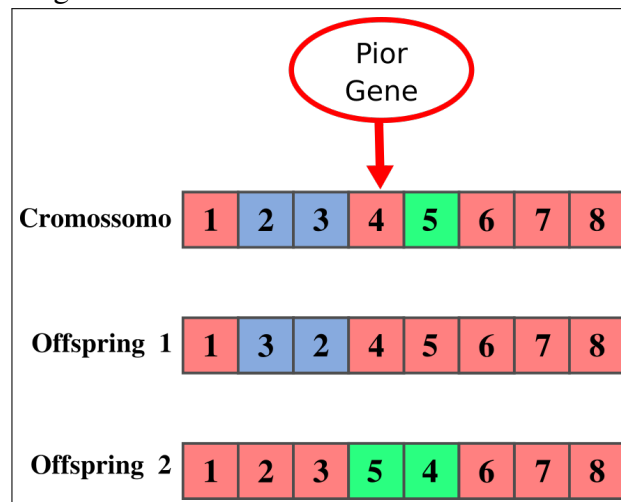 Pior
Gene
Cromossomo 1 2 3 4 5 6 7 8
Offspring 1 1 3 2 4 5 6 7 8
Offspring 2 1 2 3 5 4 6 7 8